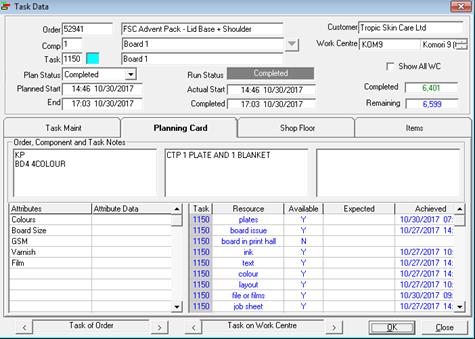 Task Data
Order 52941 FSC Advent Pack - Lid Base + Shoulder Customer Tropic Skin Care Ltd
Comp 1 Board 1 Work Centre KOM9 Komori 9
Task 1150 Board 1
Show All WC
Plan Status Completed Run Status Completed
Planned Start 14:46 10/30/2017 Actual Start 14:46 10/30/2017 Completed 6,401
End 17:03 10/30/2017 Completed 17:03 10/30/2017 Remaining 6,599
Task Maint Planning Card Shop Floor Items
Order, Component and Task Notes
KP CTP 1 PLATE AND 1 BLANKET
BD4 4COLOUR
Attributes Attribute Data Task Resource Available Expected Achieved
Colours 1150 plates Y 10/30/2017 07:
Board Size 1150 board issue Y 10/27/2017 14:
GSM 1150 board in print hall N
Varnish 1150 ink Y 10/30/2017 10:
Film 1150 text Y 10/27/2017 14:
1150 colour Y 10/27/2017 14:
1150 layout Y 10/27/2017 14:
1150 file or films Y 10/30/2017 09:
1150 job sheet Y 10/27/2017 14:
< Task of Order > < Task on Work Centre > OK Close